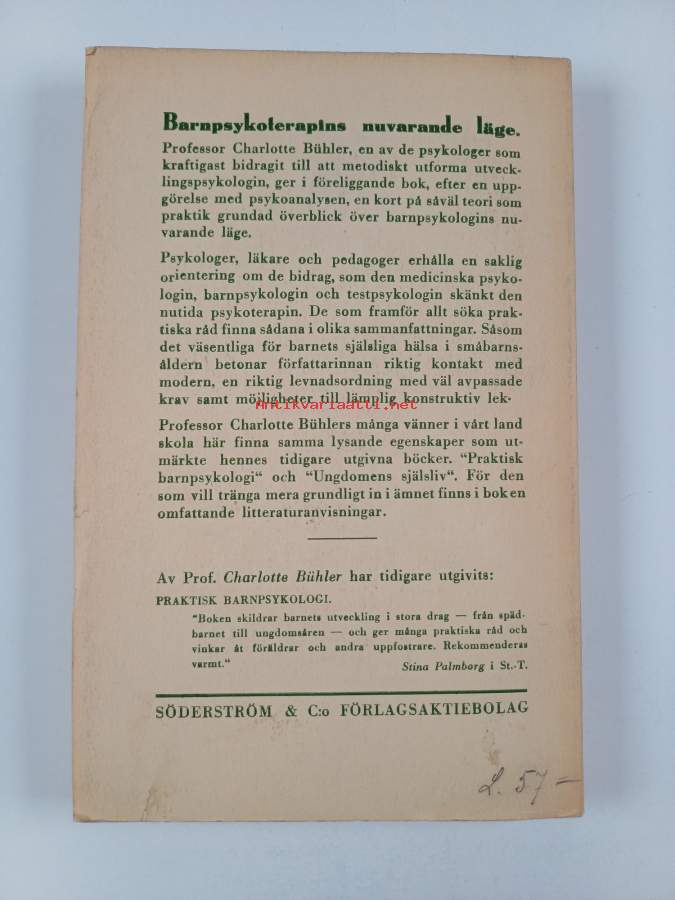 Barnpsykoterapins nuvarande läge.
Professor Charlotte Bühler, en av de psykologer som
kraftigast bidragit till att metodiskt utforma utveck-
lingspsykologin, ger i föreliggande bok, efter en upp-
görelse med psykoanalysen, en kort på såväl teori som
praktik grundad överblick över barnpsykologins nu-
varande läge.
Psykologer, läkare och pedagoger erhålla en saklig
orientering om de bidrag, som den medicinska psyko-
login, barnpsykologin och testpsykologin skänkt den
nutida psykoterapin. De som framför allt söka prak-
tiska råd finna sådana i olika sammanfattningar. Såsom
det väsentliga för barnets själsliga hälsa i småbarns-
åldern betonar författarinnan riktig kontakt med
modern, en riktig levnadsordning med väl avpassade
krav samt möjligheter till lämplig konstruktiv lek-
Antikvariaatti.net
Professor Charlotte Bühlers många vänner i vårt land
skola här finna samma lysande egenskaper som ut-
märkte hennes tidigare utgivna böcker. "Praktisk
barnpsykologi" och "Ungdomens själsliv". För den
som vill tränga mera grundligt in i ämnet finns i boken
omfattande litteraturanvisningar.
Av Prof. Charlotte Bühler har tidigare utgivits:
PRAKTISK BARNPSYKOLOGI.
"Boken skildrar barnets utveckling i stora drag — från späd-
barnet till ungdomsåren — och ger många praktiska råd och
vinkar åt föräldrar och andra uppfostrare. Rekommenderas
varmt."
Stina Palmborg i St.-T.
SÖDERSTRÖM & C:o FÖRLAGSAKTIEBOLAG
L. 57=